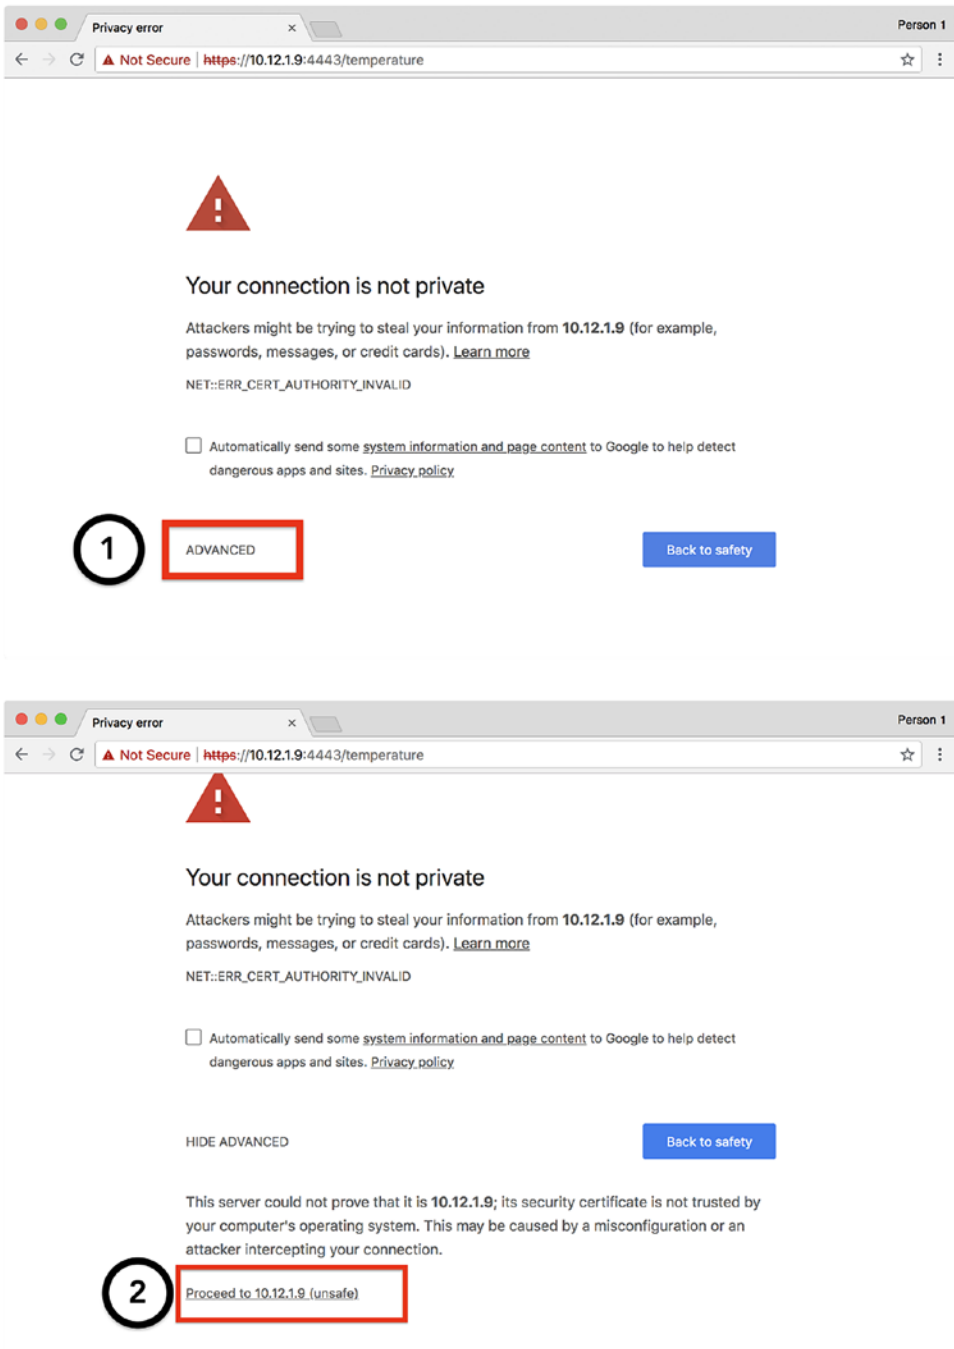 Privacy error
Person 1
Not Secure | https://10.12.1.9:4443/temperature
Your connection is not private
Attackers might be trying to steal your information from 10.12.1.9 (for example,
passwords, messages, or credit cards). Learn more
NET::ERR_CERT_AUTHORITY_INVALID
Automatically send some system information and page content to Google to help detect
dangerous apps and sites. Privacy policy
1
ADVANCED
Back to safety
Privacy error
Person 1
Not Secure | https://10.12.1.9:4443/temperature
Your connection is not private
Attackers might be trying to steal your information from 10.12.1.9 (for example,
passwords, messages, or credit cards). Learn more
NET::ERR_CERT_AUTHORITY_INVALID
Automatically send some system information and page content to Google to help detect
dangerous apps and sites. Privacy policy
HIDE ADVANCED
Back to safety
This server could not prove that it is 10.12.1.9; its security certificate is not trusted by
your computer's operating system. This may be caused by a misconfiguration or an
attacker intercepting your connection.
2
Proceed to 10.12.1.9 (unsafe)